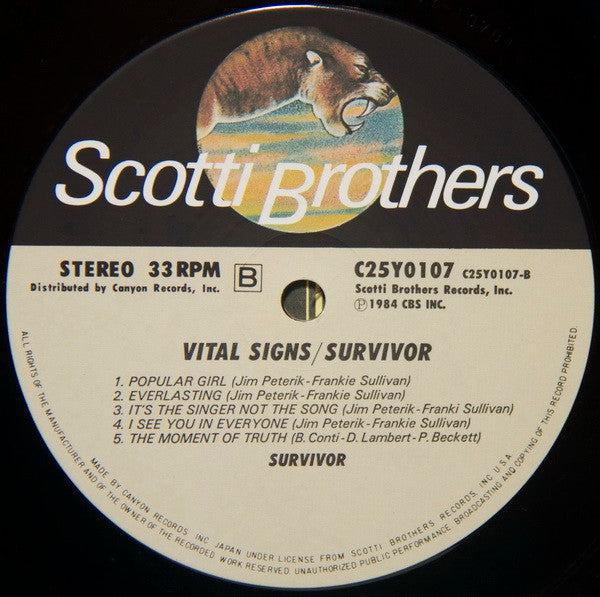 Scotti Brothers
STEREO 33 RPM B C25Y0107 C25Y0107-B
Distributed by Canyon Records, Inc. Scotti Brothers Records, Inc.
Ⓟ1984 CBS INC.
VITAL SIGNS/SURVIVOR
1. POPULAR GIRL (Jim Peterik-Frankie Sullivan)
2. EVERLASTING (Jim Peterik-Frankie Sullivan)
3. IT'S THE SINGER NOT THE SONG (Jim Peterik-Franki Sullivan)
4. I SEE YOU IN EVERYONE (Jim Peterik-Frankie Sullivan)
5. THE MOMENT OF TRUTH (B. Conti-D. Lambert-P. Beckett)
SURVIVOR
MADE BY CANYON RECORDS, INC. JAPAN UNDER LICENSE FROM SCOTTI BROTHERS RECORDS, INC. U.S.A.
ALL RIGHTS OF THE MANUFACTURER AND OF THE OWNER OF THE RECORDED WORK RESERVED. UNAUTHORIZED PUBLIC PERFORMANCE, BROADCASTING AND COPYING OF THIS RECORD PROHIBITED.